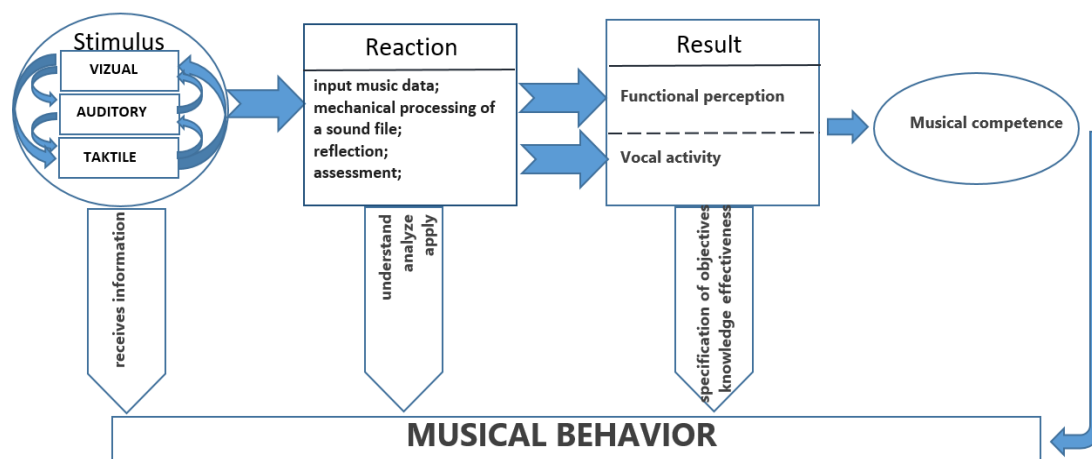 Stimulus
VIZUAL
AUDITORY
TAKTILE
Reaction
input music data;
mechanical processing of
a sound file;
reflection;
assessment;
Result
Functional perception
Vocal activity
Musical competence
receives information
understand
analyze
apply
specification of objectives
knowledge effectiveness
MUSICAL BEHAVIOR